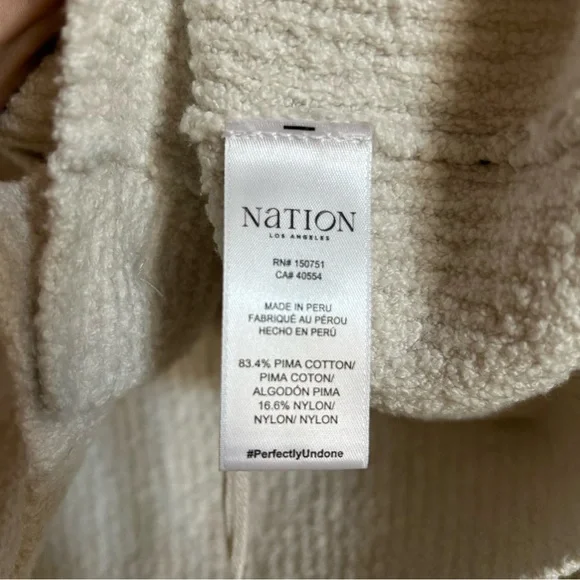 NaTION
LOS ANGELES
RN# 150751
CA# 40554
MADE IN PERU
FABRIQUÉ AU PÉROU
HECHO EN PERÚ
83.4% PIMA COTTON/
PIMA COTON/
ALGODÓN PIMA
16.6% NYLON/
NYLON/ NYLON
#PerfectlyUndone